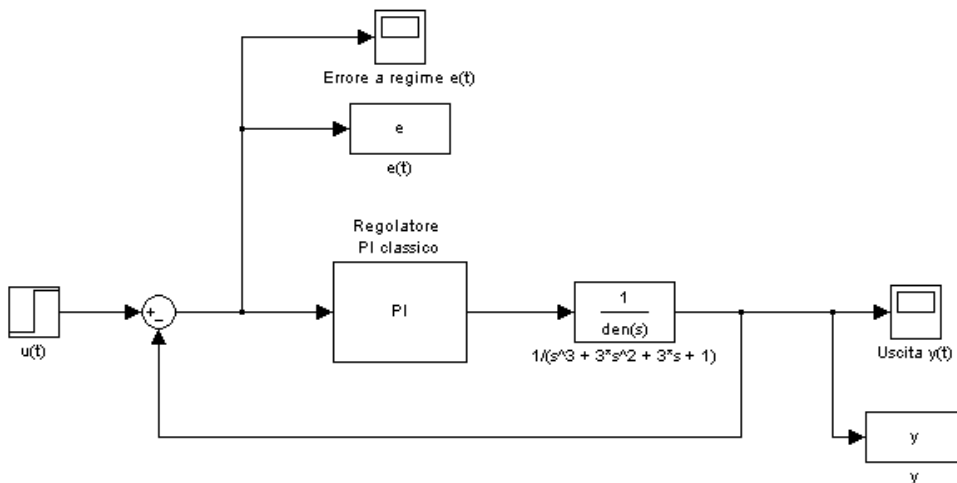 Errore a regime e(t)
e
e(t)
Regolatore
PI classico
PI
+
-
1
den(s)
1/(s^3 + 3*s^2 + 3*s + 1)
u(t)
Uscita y(t)
y
y